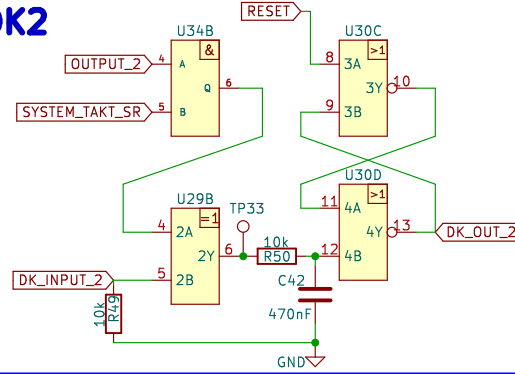 DK2
RESET
U34B
&
OUTPUT_2
4
A
Q
6
SYSTEM_TAKT_SR
5
B
U30C
>1
8
3A
3Y
10
9
3B
U29B
=1
4
2A
2Y
6
5
2B
TP33
10k
R50
DK_INPUT_2
10k
R49
C42
470nF
GND
U30D
>1
11
4A
4Y
13
12
4B
DK_OUT_2